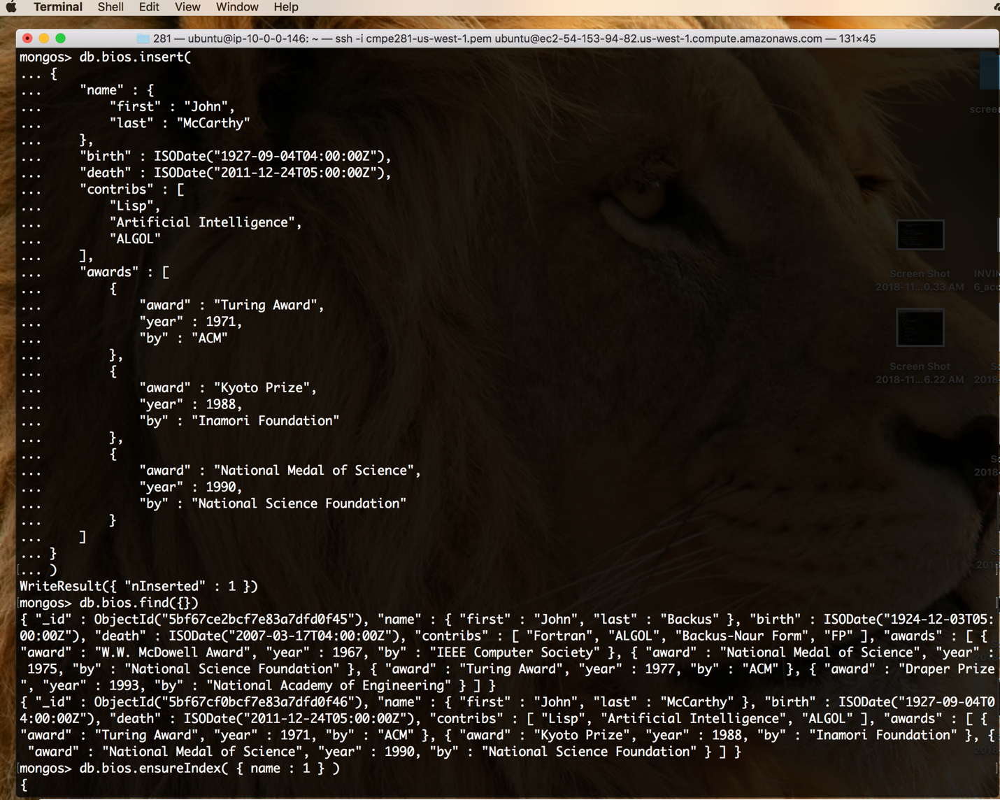 Terminal Shell Edit View Window Help
281 — ubuntu@ip-10-0-0-146: ~ — ssh -i cmpe281-us-west-1.pem ubuntu@ec2-54-153-94-82.us-west-1.compute.amazonaws.com — 131×45
mongos> db.bios.insert(
... {
...     "name" : {
...         "first" : "John",
...         "last" : "McCarthy"
...     },
...     "birth" : ISODate("1927-09-04T04:00:00Z"),
...     "death" : ISODate("2011-12-24T05:00:00Z"),
...     "contribs" : [
...         "Lisp",
...         "Artificial Intelligence",
...         "ALGOL"
...     ],
...     "awards" : [
...         {
...             "award" : "Turing Award",
...             "year" : 1971,
...             "by" : "ACM"
...         },
...         {
...             "award" : "Kyoto Prize",
...             "year" : 1988,
...             "by" : "Inamori Foundation"
...         },
...         {
...             "award" : "National Medal of Science",
...             "year" : 1990,
...             "by" : "National Science Foundation"
...         }
...     ]
... }
[... )
WriteResult({ "nInserted" : 1 })
[mongos> db.bios.find({})
{ "_id" : ObjectId("5bf67ce2bcf7e83a7dfd0f45"), "name" : { "first" : "John", "last" : "Backus" }, "birth" : ISODate("1924-12-03T05:
00:00Z"), "death" : ISODate("2007-03-17T04:00:00Z"), "contribs" : [ "Fortran", "ALGOL", "Backus-Naur Form", "FP" ], "awards" : [ {
"award" : "W.W. McDowell Award", "year" : 1967, "by" : "IEEE Computer Society" }, { "award" : "National Medal of Science", "year" :
1975, "by" : "National Science Foundation" }, { "award" : "Turing Award", "year" : 1977, "by" : "ACM" }, { "award" : "Draper Prize
", "year" : 1993, "by" : "National Academy of Engineering" } ] }
{ "_id" : ObjectId("5bf67cf0bcf7e83a7dfd0f46"), "name" : { "first" : "John", "last" : "McCarthy" }, "birth" : ISODate("1927-09-04T0
4:00:00Z"), "death" : ISODate("2011-12-24T05:00:00Z"), "contribs" : [ "Lisp", "Artificial Intelligence", "ALGOL" ], "awards" : [ {
"award" : "Turing Award", "year" : 1971, "by" : "ACM" }, { "award" : "Kyoto Prize", "year" : 1988, "by" : "Inamori Foundation" }, {
"award" : "National Medal of Science", "year" : 1990, "by" : "National Science Foundation" } ] }
[mongos> db.bios.ensureIndex( { name : 1 } )
{
scree
Screen Shot
2018-11...0.33 AM
INVIN
6_acc
Screen Shot
2018-11...6.22 AM
2018-
2018-